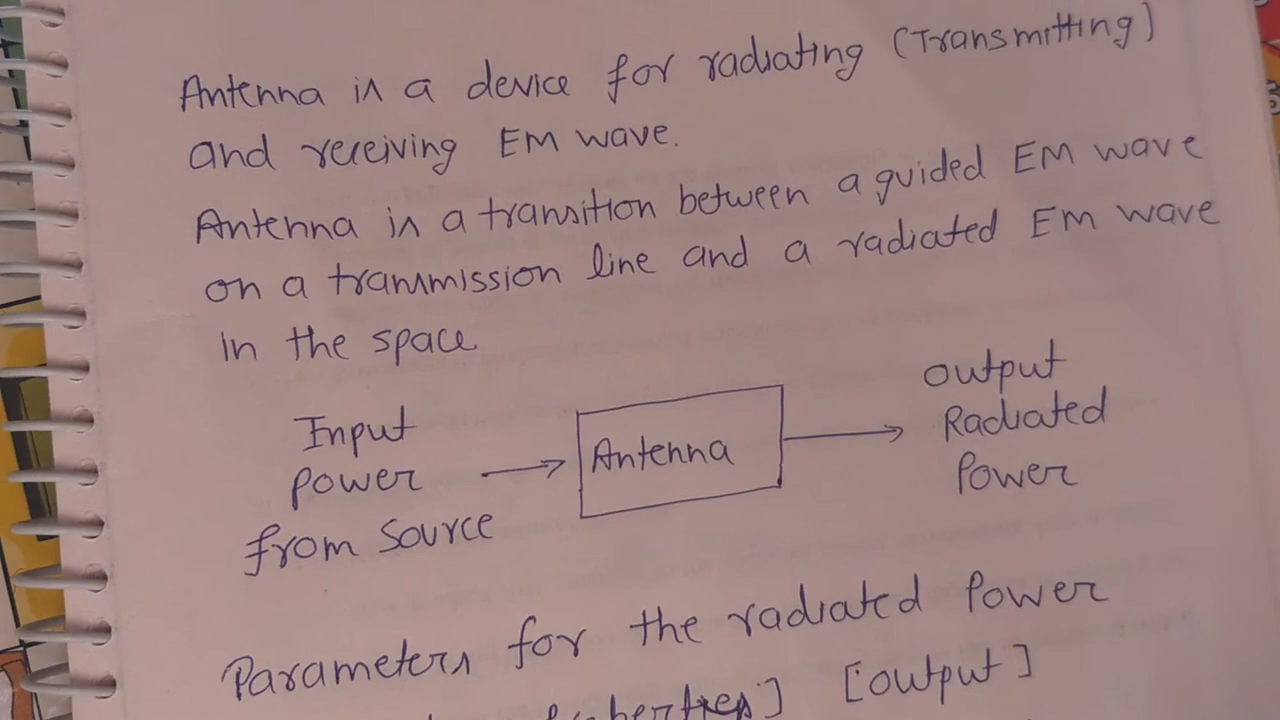 Antenna is a device for radiating (Transmitting)
and receiving EM wave.
Antenna is a transition between a guided EM wave
on a transmission line and a radiated EM wave
in the space
Input
Power
from Source
Antenna
Output
Radiated
Power
Parameters for the radiated Power
[Output]